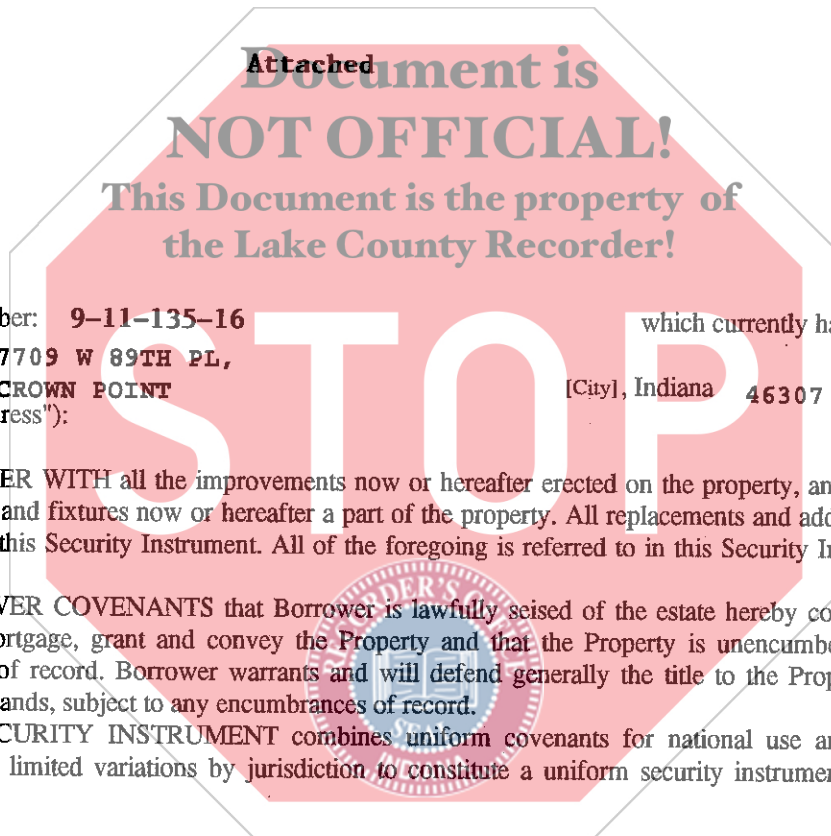 Attached
Document is
NOT OFFICIAL!
This Document is the property of
the Lake County Recorder!
ber: 9-11-135-16 which currently ha
7709 W 89TH PL,
CROWN POINT [City], Indiana 46307
ress"):
STOP
ER WITH all the improvements now or hereafter erected on the property, an
and fixtures now or hereafter a part of the property. All replacements and add
this Security Instrument. All of the foregoing is referred to in this Security In
VER COVENANTS that Borrower is lawfully seised of the estate hereby co
ortgage, grant and convey the Property and that the Property is unencumbe
of record. Borrower warrants and will defend generally the title to the Prop
ands, subject to any encumbrances of record.
CURITY INSTRUMENT combines uniform covenants for national use an
limited variations by jurisdiction to constitute a uniform security instrumen
RECORDER'S OFFICE
SEAL
INDIANA